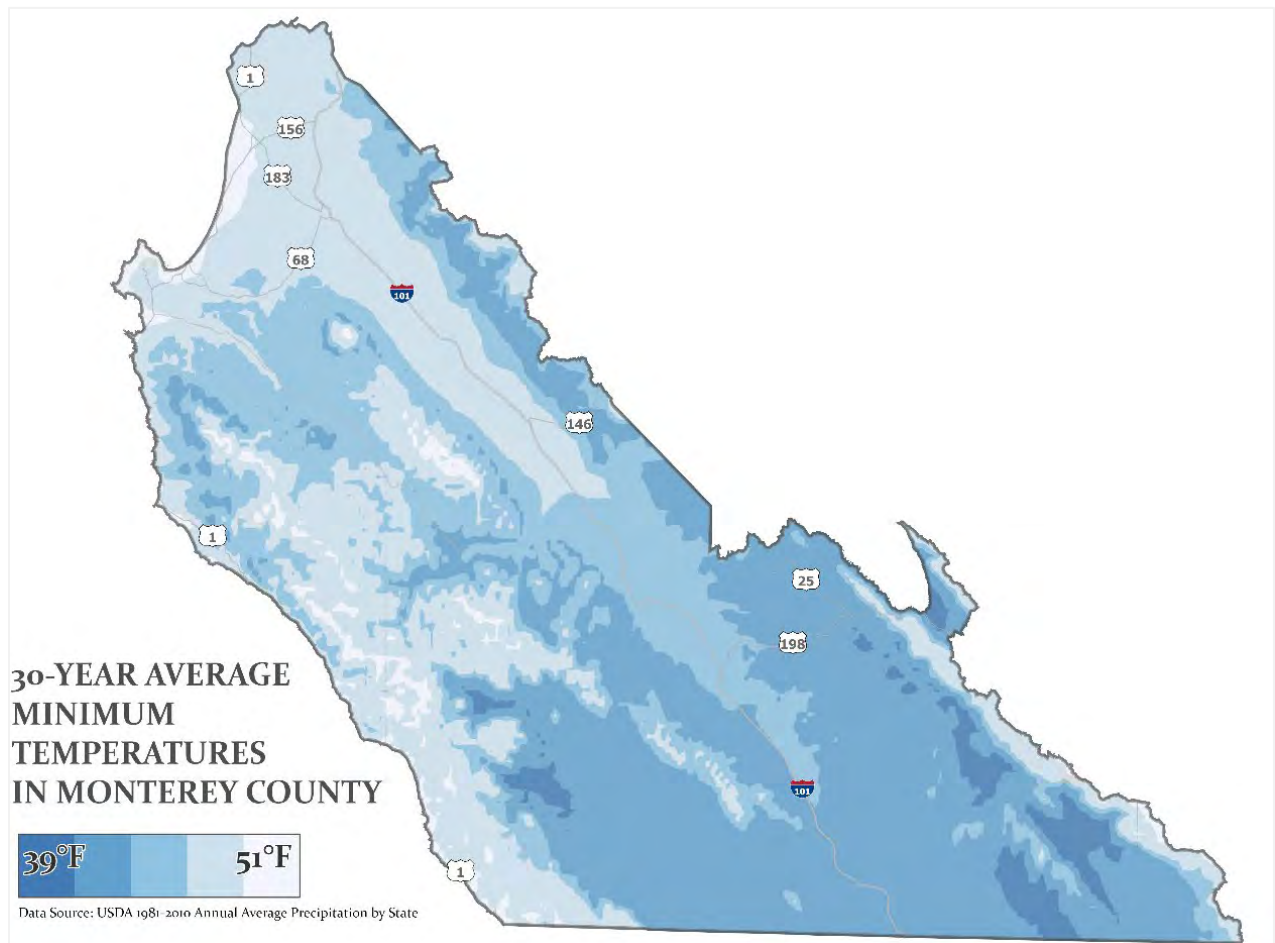 1
156
183
68
101
146
1
25
198
30-YEAR AVERAGE
MINIMUM
TEMPERATURES
IN MONTEREY COUNTY
101
39°F 51°F
1
Data Source: USDA 1981-2010 Annual Average Precipitation by State